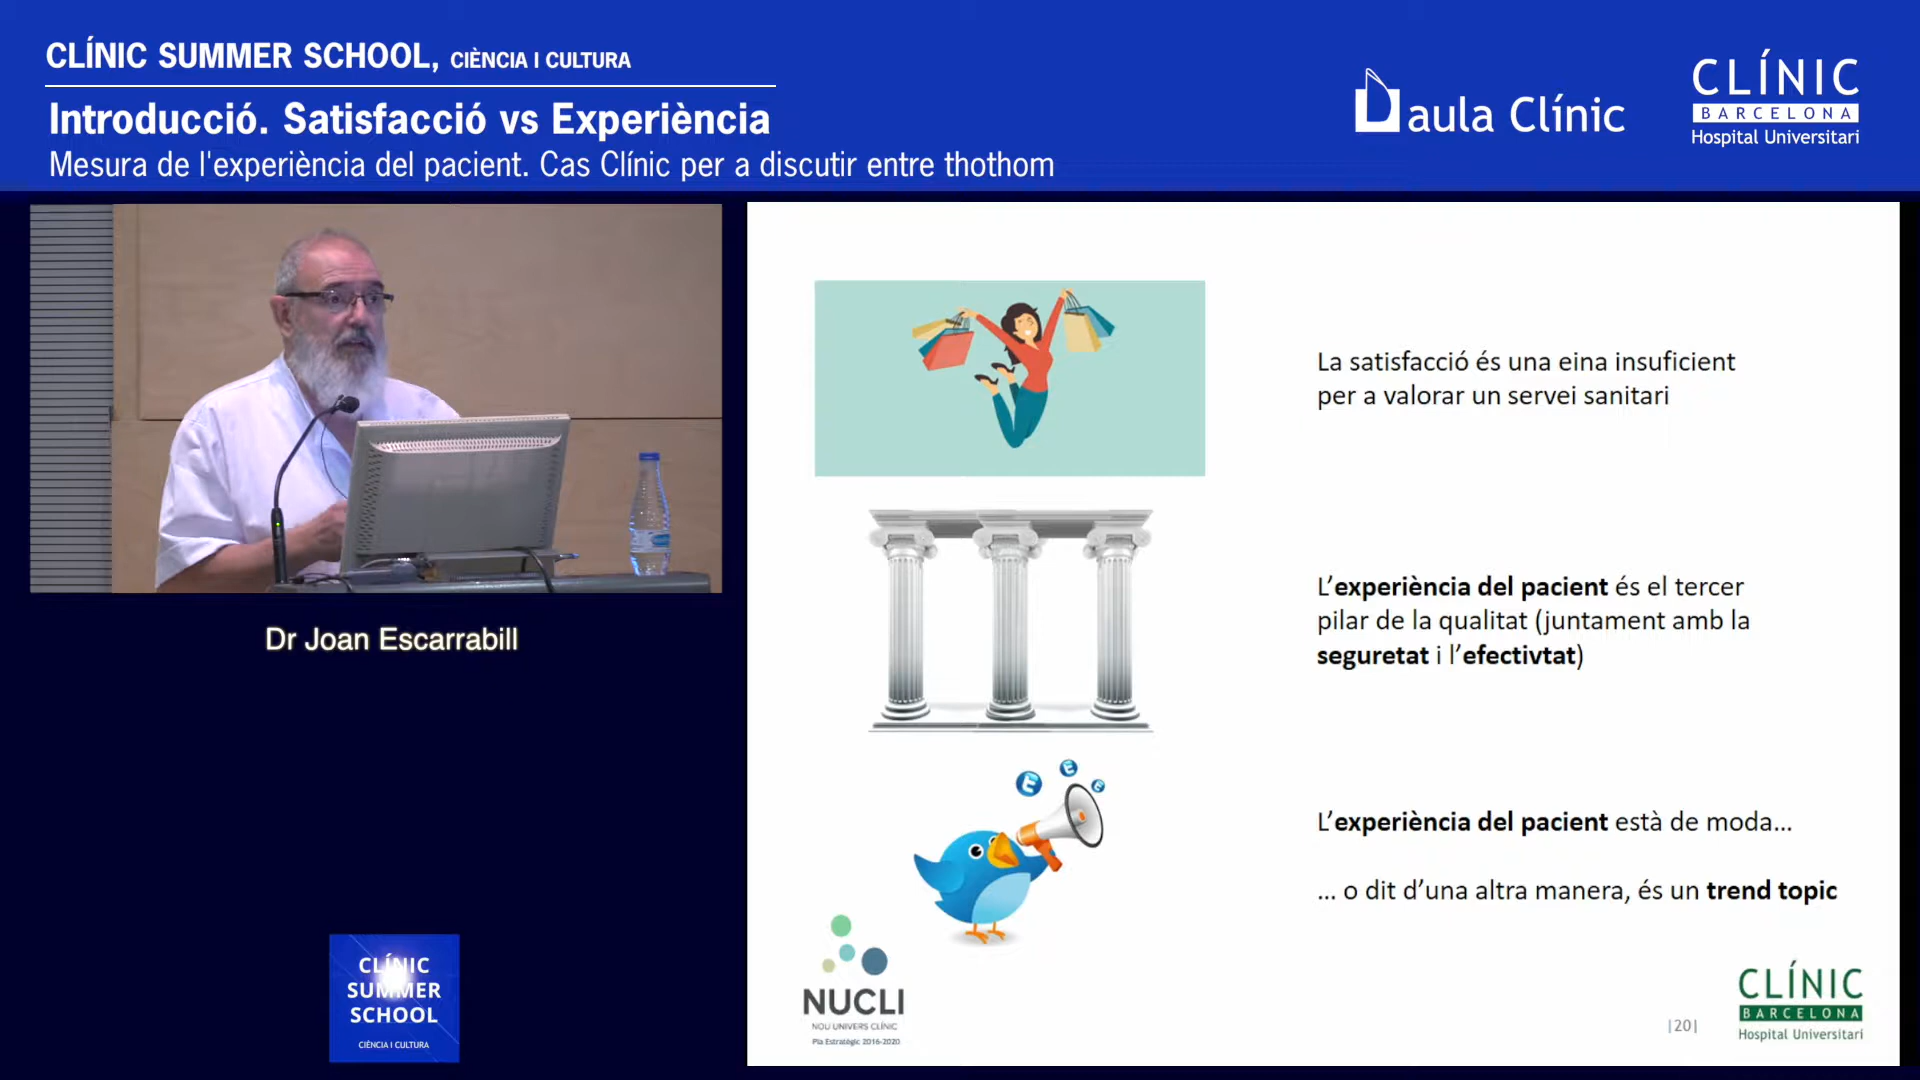 CLÍNIC SUMMER SCHOOL, CIÈNCIA I CULTURA
Introducció. Satisfacció vs Experiència
Mesura de l'experiència del pacient. Cas Clínic per a discutir entre thothom
aula Clínic
CLÍNIC
BARCELONA
Hospital Universitari
La satisfacció és una eina insuficient
per a valorar un servei sanitari
L'experiència del pacient és el tercer
pilar de la qualitat (juntament amb la
seguretat i l'efectivtat)
L'experiència del pacient està de moda...
... o dit d'una altra manera, és un trend topic
Dr Joan Escarrabill
CLÍNIC
SUMMER
SCHOOL
CIÈNCIA I CULTURA
NUCLI
NOU UNIVERS CLÍNIC
Pla Estratègic 2016-2020
|20|
CLÍNIC
BARCELONA
Hospital Universitari